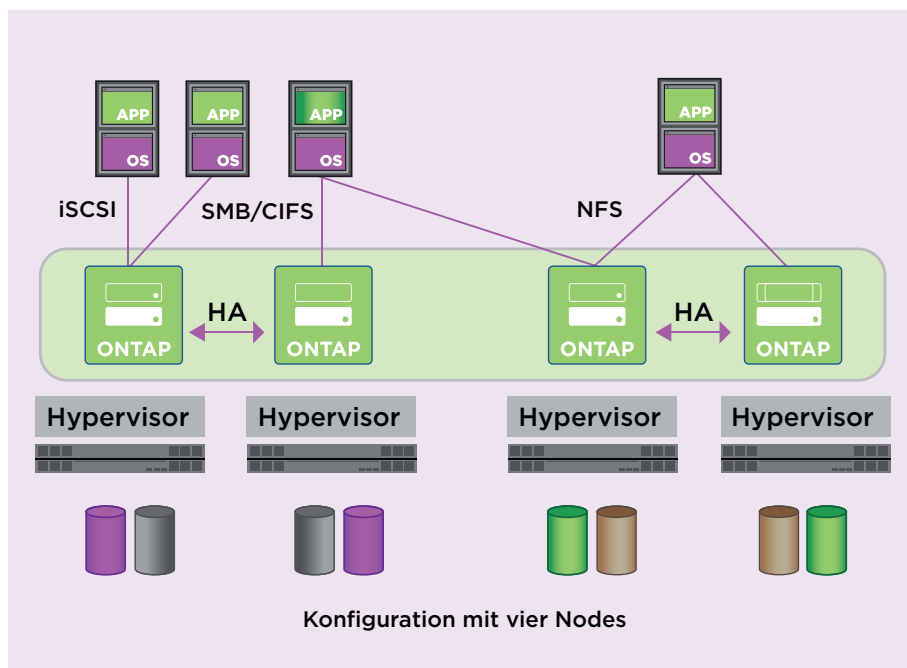 APP
OS
APP
OS
APP
OS
APP
OS
iSCSI
SMB/CIFS
NFS
ONTAP
HA
ONTAP
ONTAP
HA
ONTAP
Hypervisor
Hypervisor
Hypervisor
Hypervisor
Konfiguration mit vier Nodes